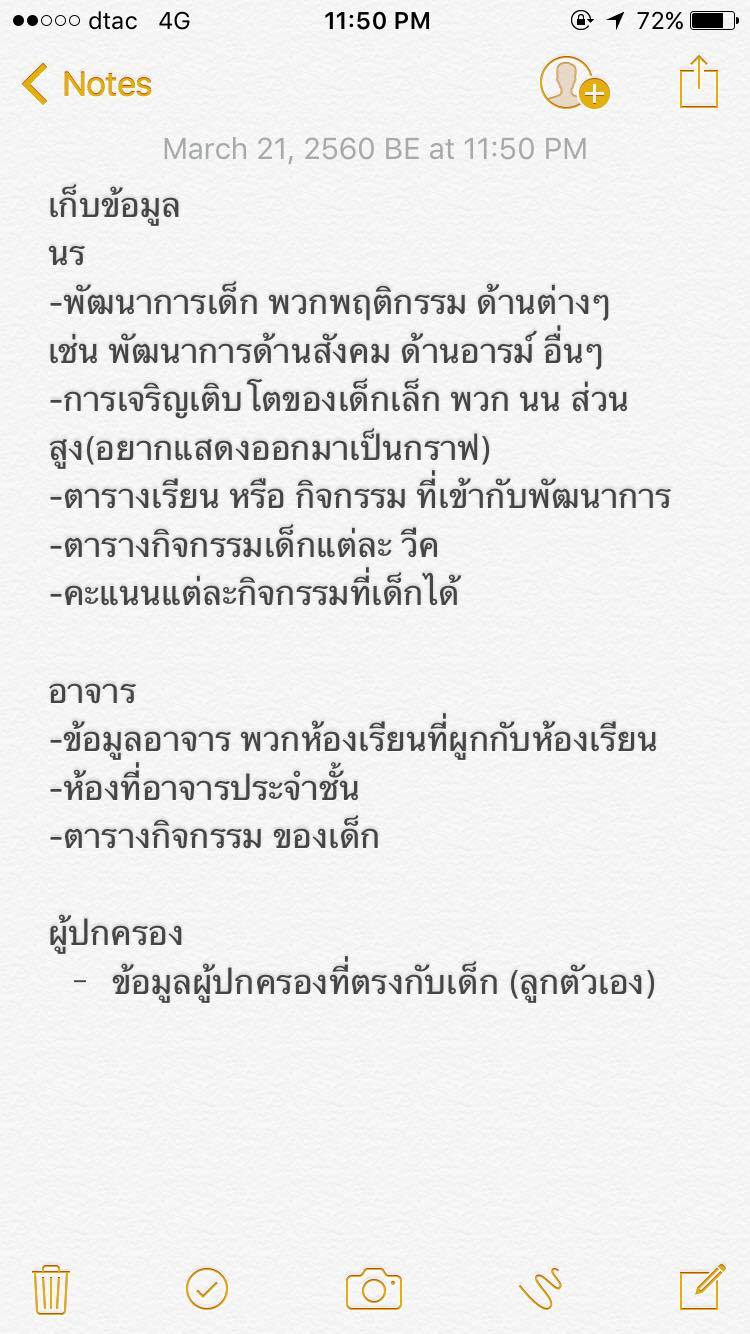 dtac 4G 11:50 PM 72%
Notes
March 21, 2560 BE at 11:50 PM
เก็บข้อมูล
นร
-พัฒนาการเด็ก พวกพฤติกรรม ด้านต่างๆ
เช่น พัฒนาการด้านสังคม ด้านอารม์ อื่นๆ
-การเจริญเติบโตของเด็กเล็ก พวก นน ส่วน
สูง(อยากแสดงออกมาเป็นกราฟ)
-ตารางเรียน หรือ กิจกรรม ที่เข้ากับพัฒนาการ
-ตารางกิจกรรมเด็กแต่ละ วีค
-คะแนนแต่ละกิจกรรมที่เด็กได้
อาจาร
-ข้อมูลอาจาร พวกห้องเรียนที่ผูกกับห้องเรียน
-ห้องที่อาจารประจำชั้น
-ตารางกิจกรรม ของเด็ก
ผู้ปกครอง
- ข้อมูลผู้ปกครองที่ตรงกับเด็ก (ลูกตัวเอง)